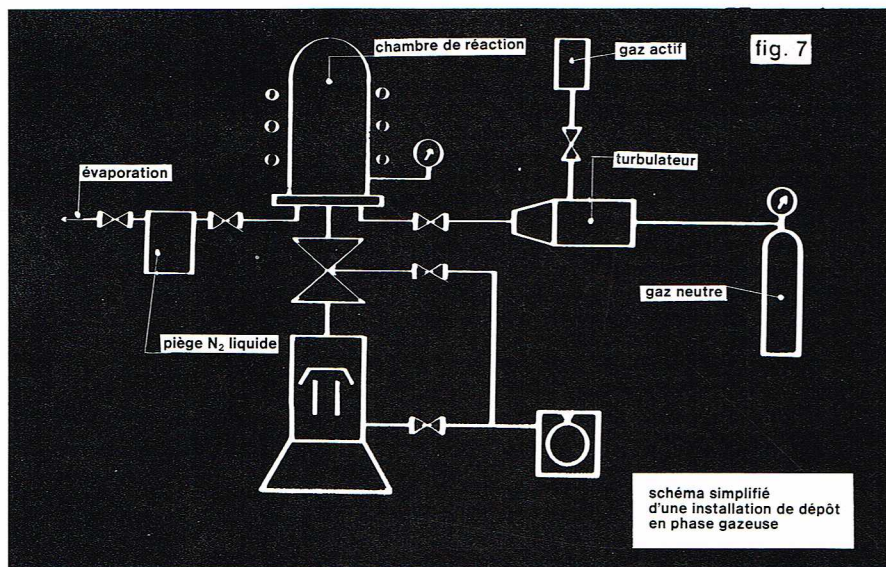 chambre de réaction
gaz actif
fig. 7
turbulateur
évaporation
gaz neutre
piège N₂ liquide
schéma simplifié
d'une installation de dépôt
en phase gazeuse